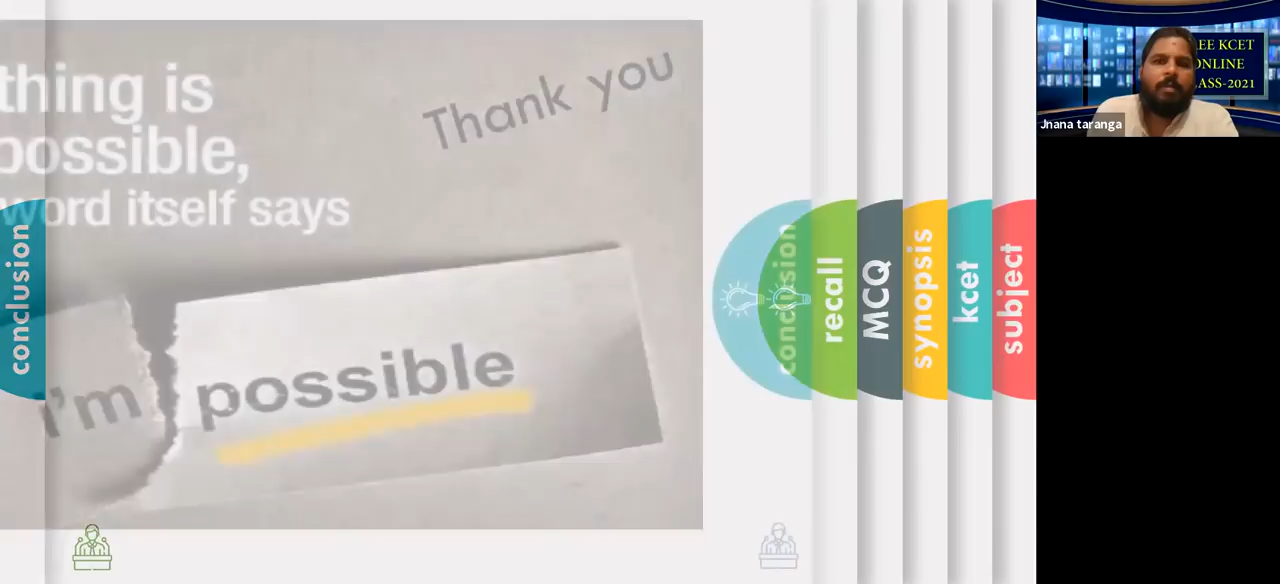 thing is
possible,
word itself says
Thank you
I'm possible
conclusion
conclusion
recall
MCQ
synopsis
kcet
subject
EE KCET
ONLINE
ASS-2021
Jnana taranga